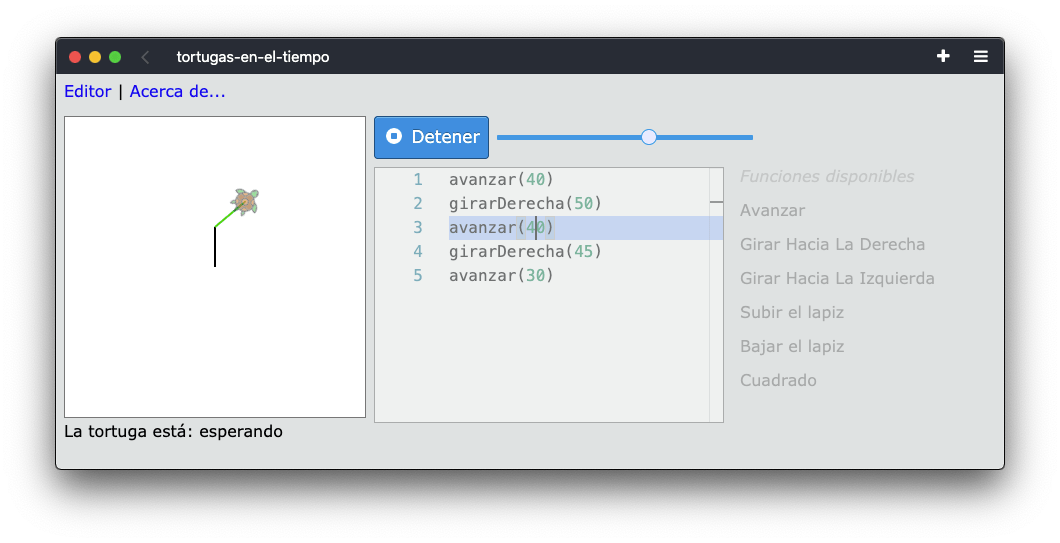 tortugas-en-el-tiempo
Editor | Acerca de...
Detener
1 avanzar(40)
2 girarDerecha(50)
3 avanzar(40)
4 girarDerecha(45)
5 avanzar(30)
Funciones disponibles
Avanzar
Girar Hacia La Derecha
Girar Hacia La Izquierda
Subir el lapiz
Bajar el lapiz
Cuadrado
La tortuga está: esperando